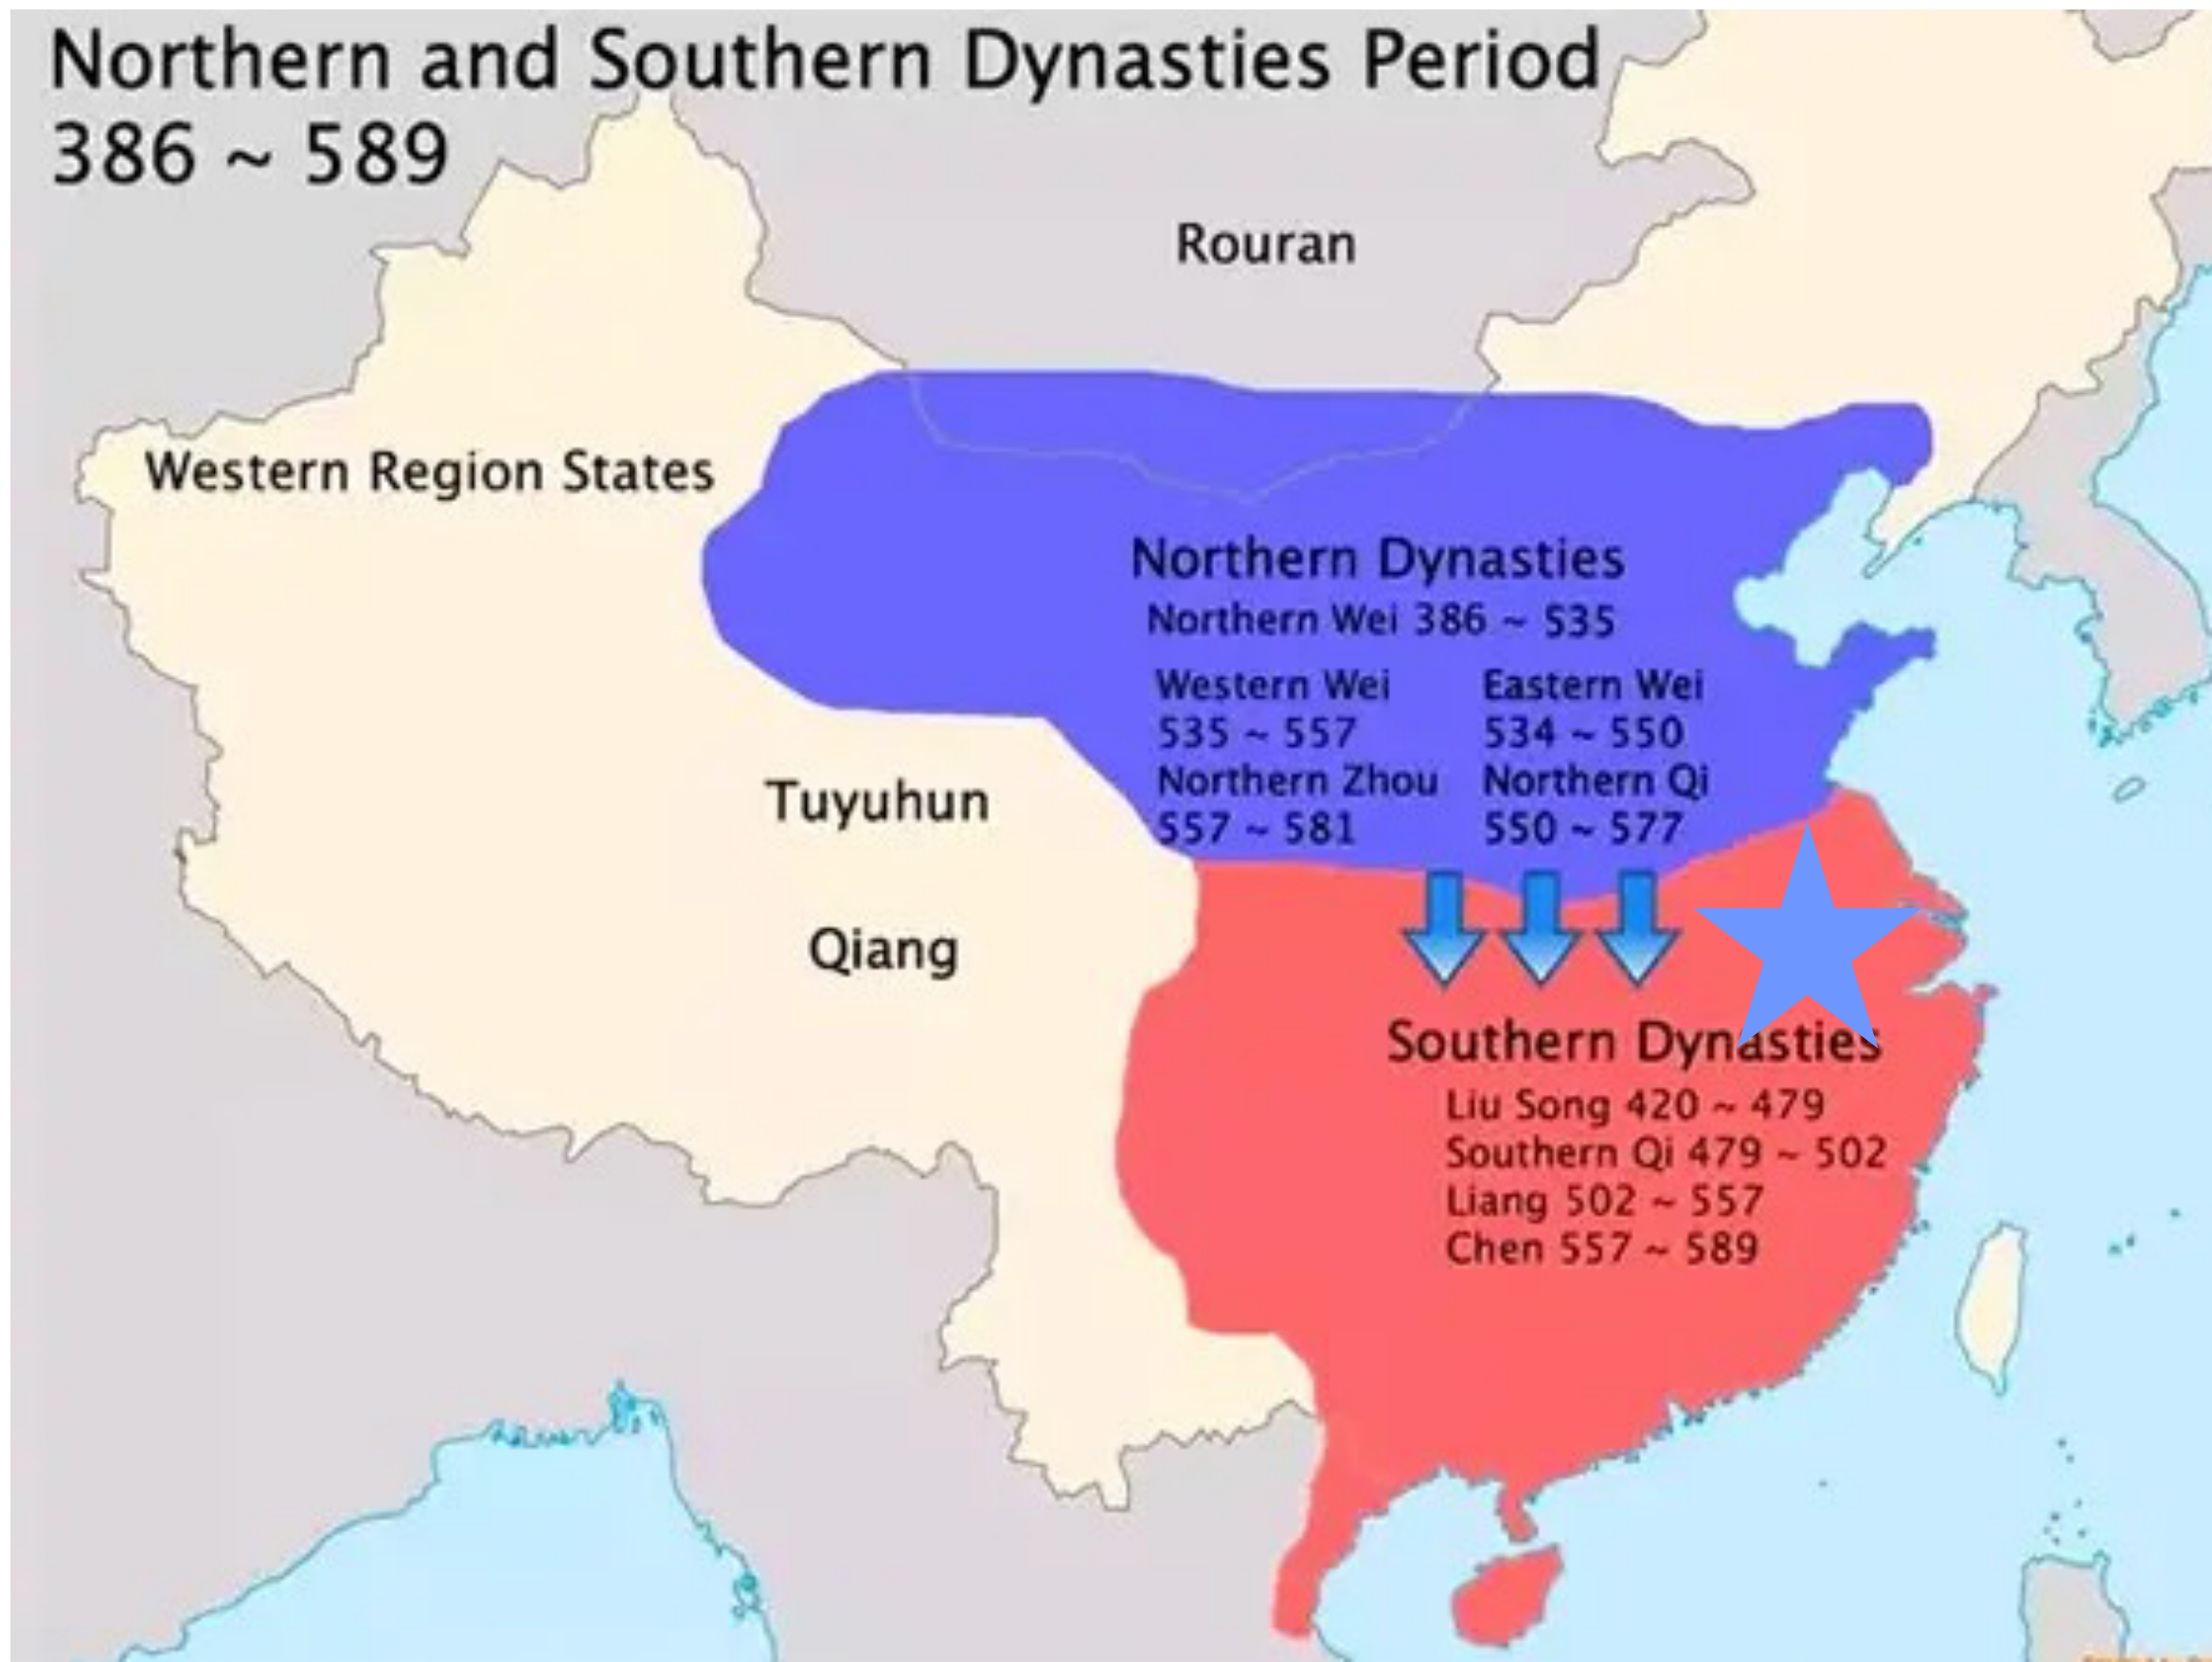 Northern and Southern Dynasties Period
386 ~ 589
Rouran
Western Region States
Northern Dynasties
Northern Wei 386 ~ 535
Western Wei
535 ~ 557
Northern Zhou
557 ~ 581
Eastern Wei
534 ~ 550
Northern Qi
550 ~ 577
Tuyuhun
Qiang
Southern Dynasties
Liu Song 420 ~ 479
Southern Qi 479 ~ 502
Liang 502 ~ 557
Chen 557 ~ 589